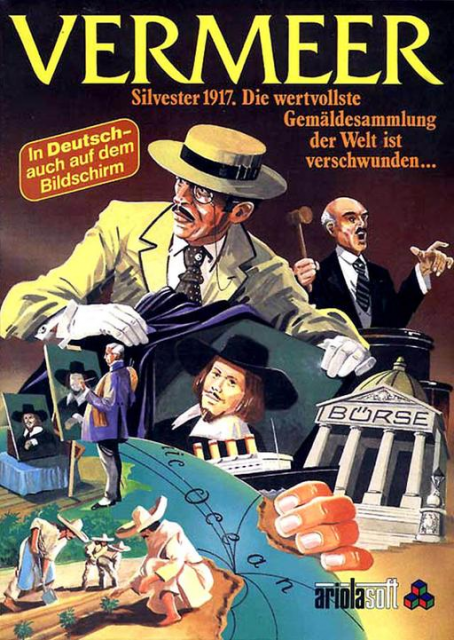 VERMEER
Silvester 1917. Die wertvollste
Gemäldesammlung
der Welt ist
verschwunden...
In Deutsch-
auch auf dem
Bildschirm
BÖRSE
ic Ocean
ariolasoft